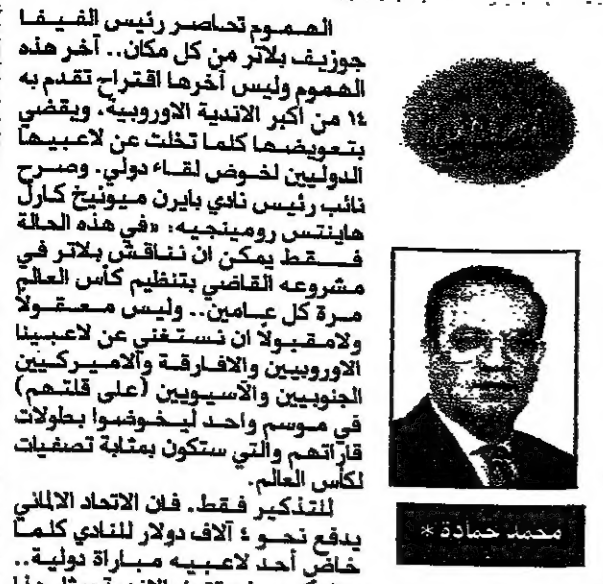 الهموم تحاصر رئيس الفيفا
جوزيف بلاتر من كل مكان.. آخر هذه
الهموم وليس آخرها اقتراح تقدم به
١٤ من أكبر الاندية الاوروبية. ويقضي
بتعويضها كلما تخلت عن لاعبيها
الدوليين لخوض لقاء دولي. وصرح
نائب رئيس نادي بايرن ميونيخ كارل
هاينتس رومينجيه: «في هذه الحالة
فقط يمكن ان نناقش بلاتر في
مشروعه القاضي بتنظيم كأس العالم
مرة كل عامين.. وليس معقولاً
ولامقبولاً ان نستغني عن لاعبينا
الاوروبيين والافارقة والاميركيين
الجنوبيين والآسيويين (على قلتهم)
في موسم واحد ليخوضوا بطولات
قاراتهم والتي ستكون بمثابة تصفيات
لكأس العالم.
للتذكير فقط. فان الاتحاد الالماني
يدفع نحو ٤ آلاف دولار للنادي كلما
خاض أحد لاعبيه مباراة دولية..
محمد حمادة *